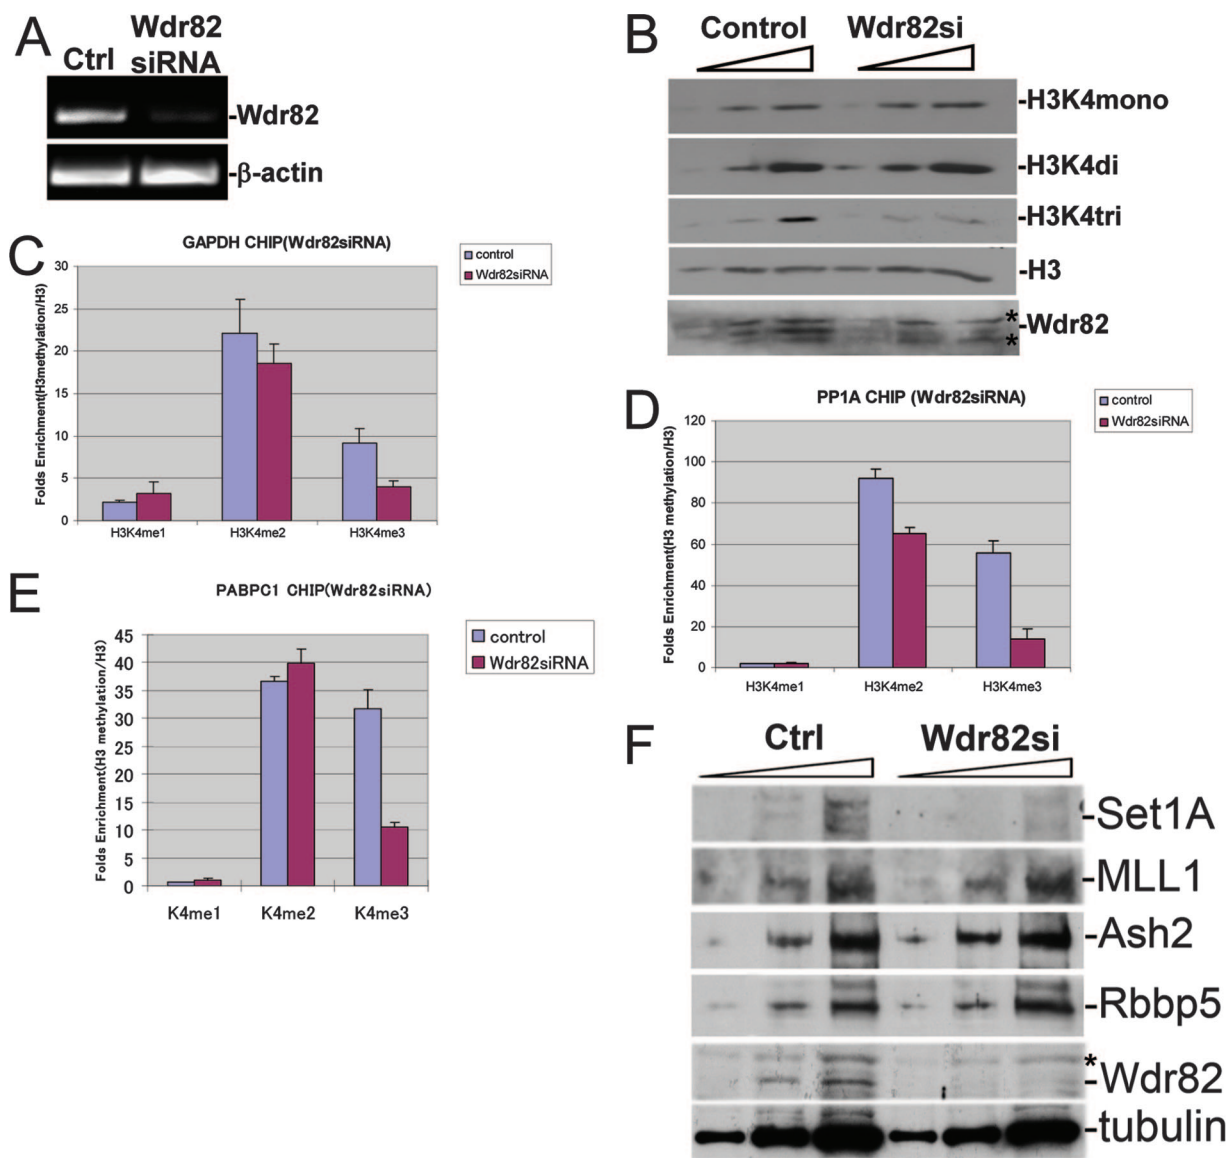 A
Ctrl
Wdr82
siRNA
-Wdr82
-β-actin
B
Control
Wdr82si
-H3K4mono
-H3K4di
-H3K4tri
-H3
*
-Wdr82
*
C
GAPDH CHIP(Wdr82siRNA)
control
Wdr82siRNA
Folds Enrichment(H3methylation/H3)
30
25
20
15
10
5
0
H3K4me1
H3K4me2
H3K4me3
D
PP1A CHIP (Wdr82siRNA)
control
Wdr82siRNA
Folds Enrichment(H3 methylation/H3)
120
100
80
60
40
20
0
H3K4me1
H3K4me2
H3K4me3
E
PABPC1 CHIP(Wdr82siRNA)
control
Wdr82siRNA
Folds Enrichment(H3 methylation/H3)
45
40
35
30
25
20
15
10
5
0
K4me1
K4me2
K4me3
F
Ctrl
Wdr82si
-Set1A
-MLL1
-Ash2
-Rbbp5
*
-Wdr82
-tubulin